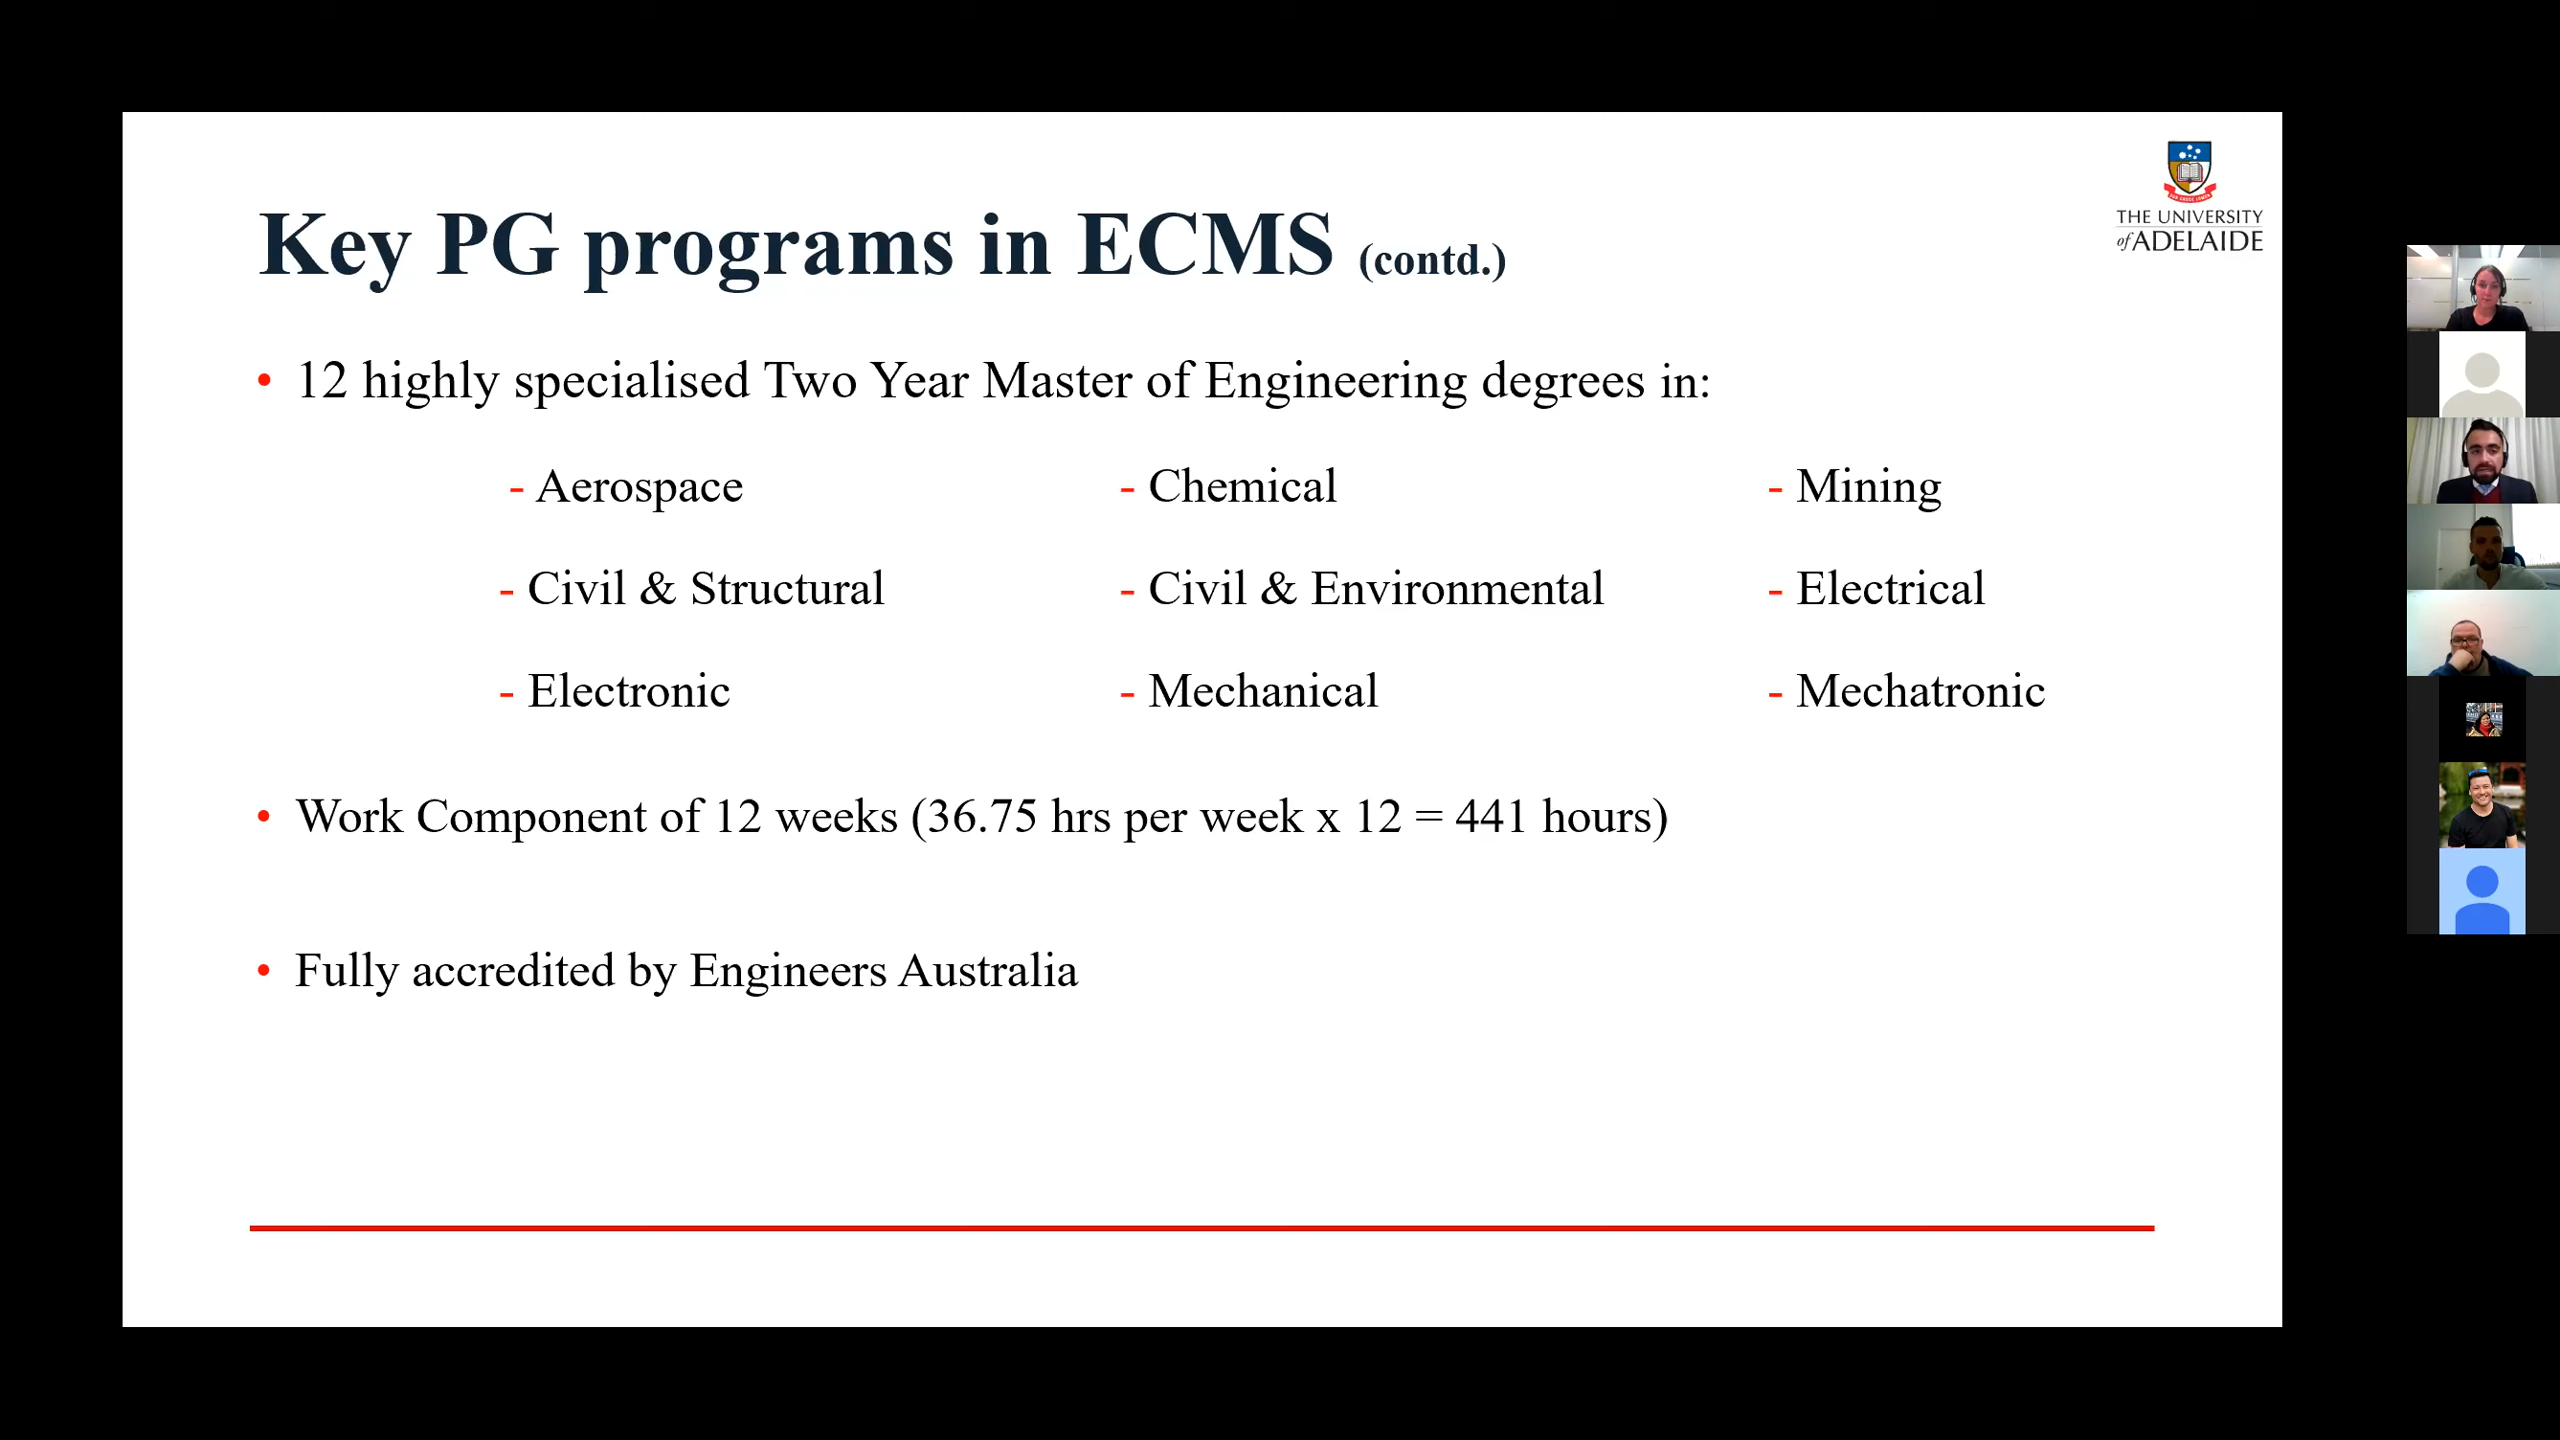 THE UNIVERSITY
of ADELAIDE
Key PG programs in ECMS (contd.)
• 12 highly specialised Two Year Master of Engineering degrees in:
- Aerospace - Chemical - Mining
- Civil & Structural - Civil & Environmental - Electrical
- Electronic - Mechanical - Mechatronic
• Work Component of 12 weeks (36.75 hrs per week x 12 = 441 hours)
• Fully accredited by Engineers Australia